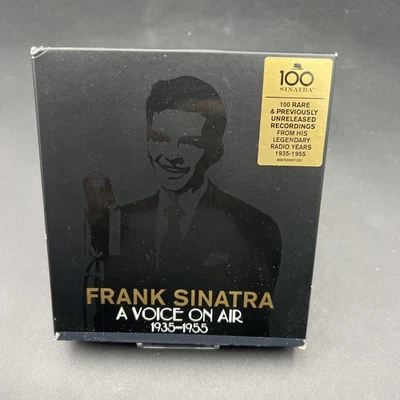 100
SINATRA
100 RARE
& PREVIOUSLY
UNRELEASED
RECORDINGS
FROM HIS
LEGENDARY
RADIO YEARS
1935-1955
FRANK SINATRA
A VOICE ON AIR
1935–1955